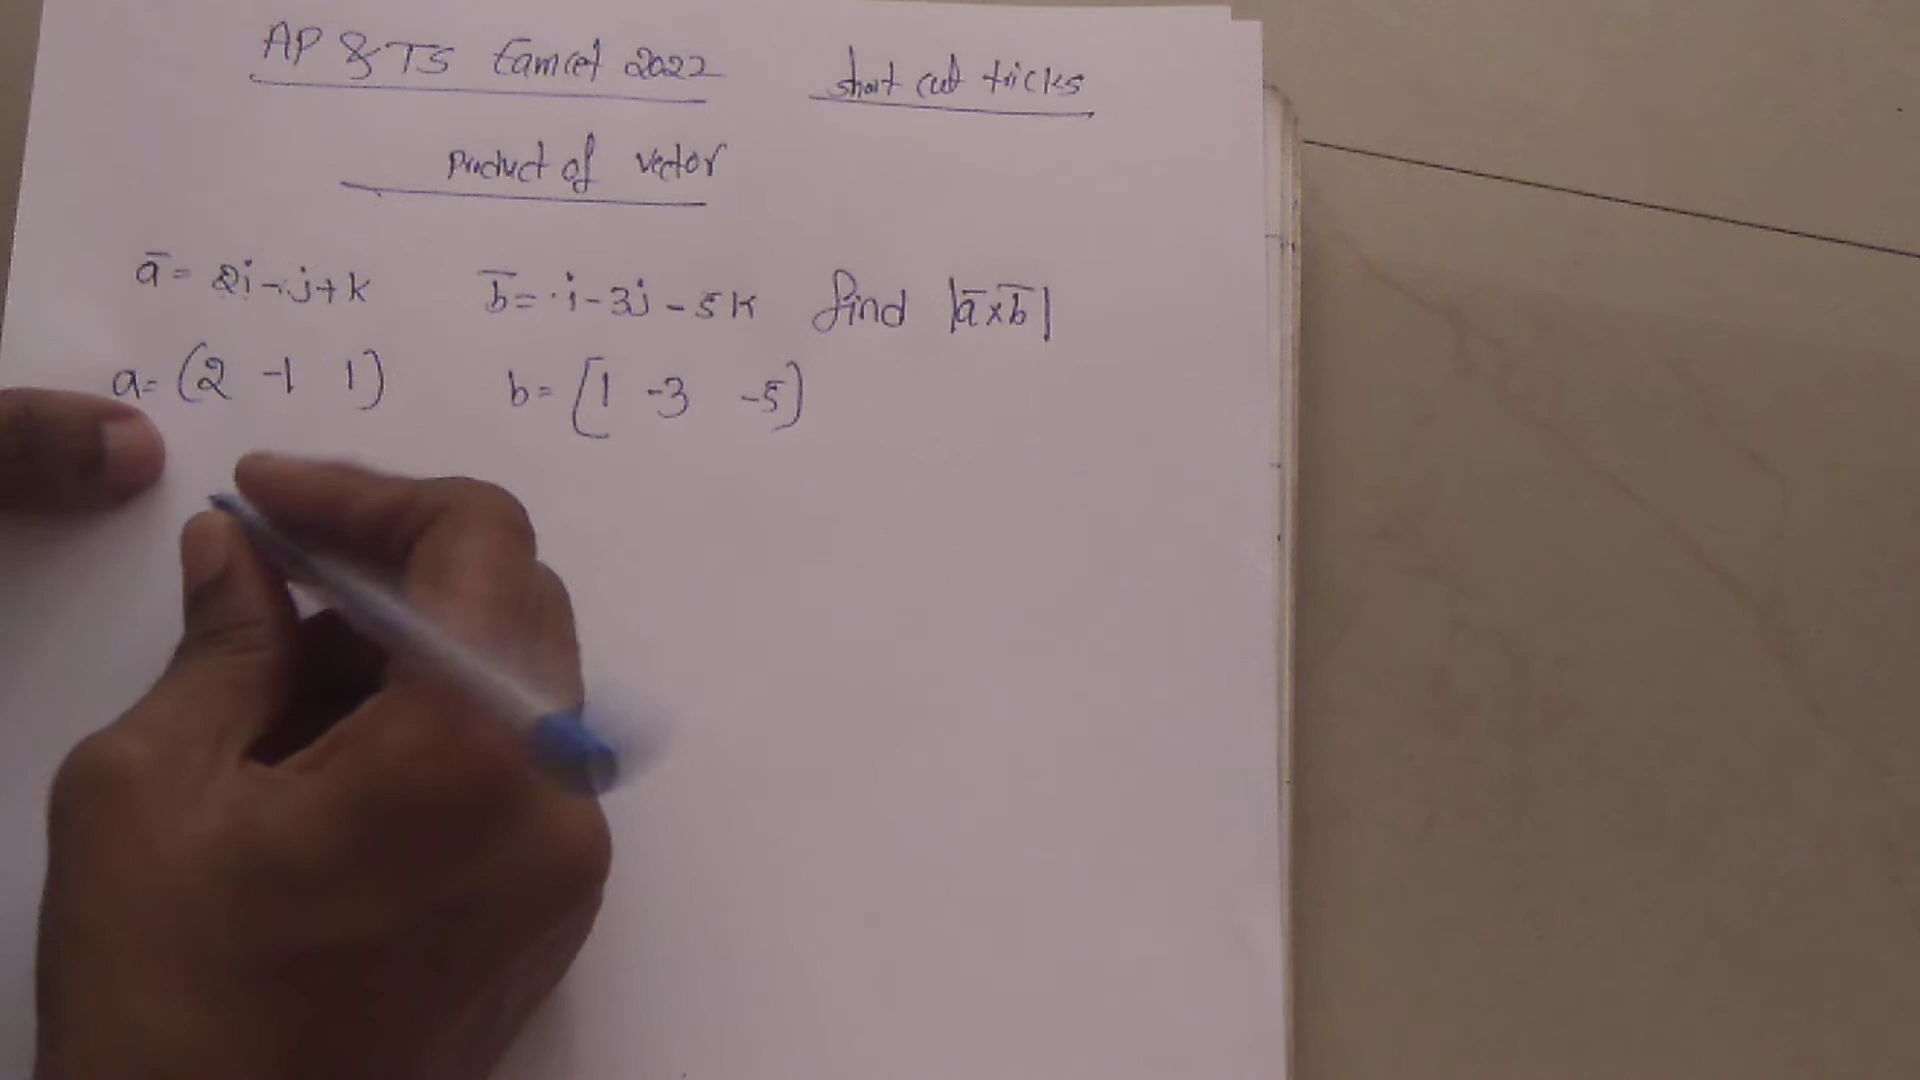 AP & TS Eamcet 2022 short cut tricks
Product of vector
a̅ = 2i - j + k b̅ = i - 3j - 5k find |a̅ x b̅|
a = (2 -1 1) b = [1 -3 -5)